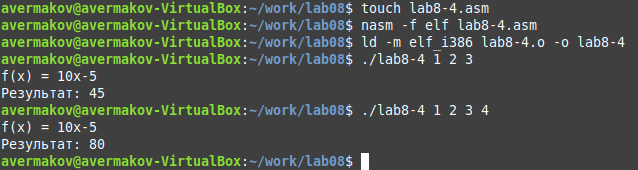 avermakov@avermakov-VirtualBox:~/work/lab08$ touch lab8-4.asm
avermakov@avermakov-VirtualBox:~/work/lab08$ nasm -f elf lab8-4.asm
avermakov@avermakov-VirtualBox:~/work/lab08$ ld -m elf_i386 lab8-4.o -o lab8-4
avermakov@avermakov-VirtualBox:~/work/lab08$ ./lab8-4 1 2 3
f(x) = 10x-5
Результат: 45
avermakov@avermakov-VirtualBox:~/work/lab08$ ./lab8-4 1 2 3 4
f(x) = 10x-5
Результат: 80
avermakov@avermakov-VirtualBox:~/work/lab08$